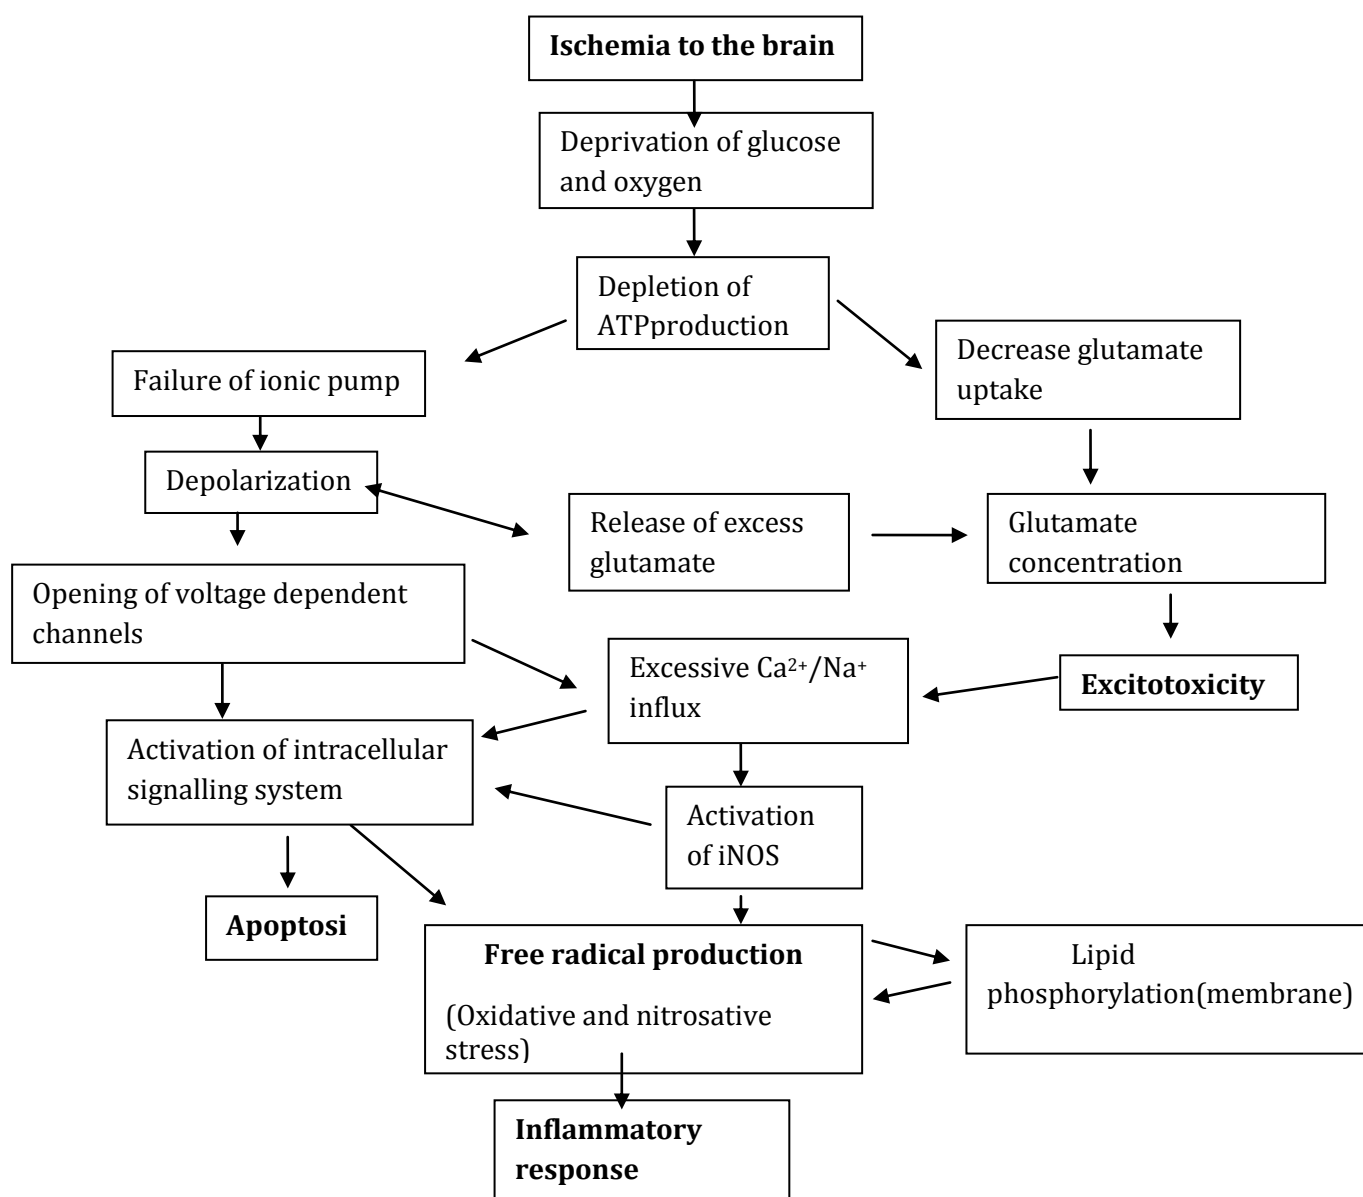 Ischemia to the brain
Deprivation of glucose
and oxygen
Depletion of
ATPproduction
Decrease glutamate
uptake
Failure of ionic pump
Depolarization
Release of excess
glutamate
Glutamate
concentration
Opening of voltage dependent
channels
Excessive Ca²⁺/Na⁺
influx
Excitotoxicity
Activation of intracellular
signalling system
Activation
of iNOS
Apoptosi
Free radical production
(Oxidative and nitrosative
stress)
Lipid
phosphorylation(membrane)
Inflammatory
response